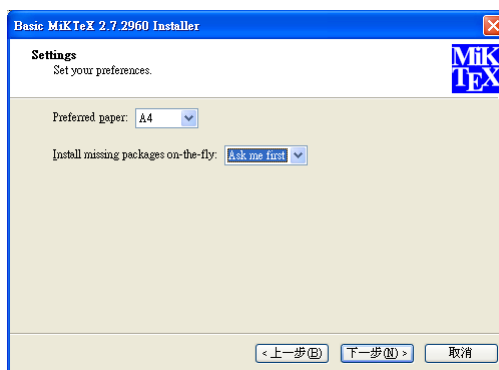 Basic MiKTeX 2.7.2960 Installer
Settings
Set your preferences.
MiK
TEX
Preferred paper: A4
Install missing packages on-the-fly: Ask me first
<上一步(B) 下一步(N)> 取消